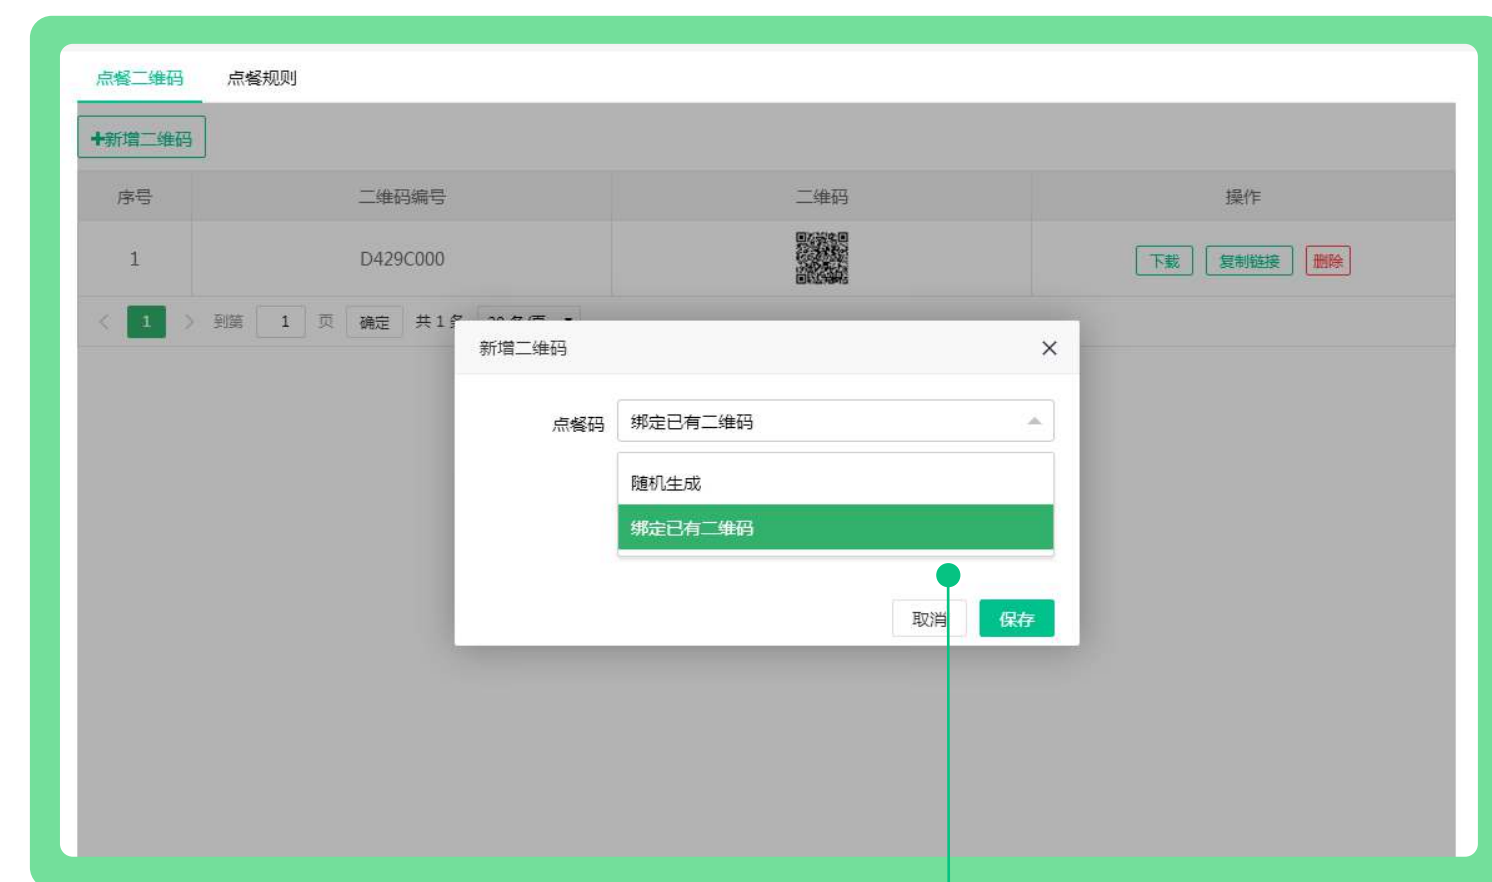 点餐二维码 点餐规则
+新增二维码
序号 二维码编号 二维码 操作
1 D429C000 下载 复制链接 删除
< 1 > 到第 1 页 确定 共 1
新增二维码 ×
点餐码 绑定已有二维码
随机生成
绑定已有二维码
取消 保存